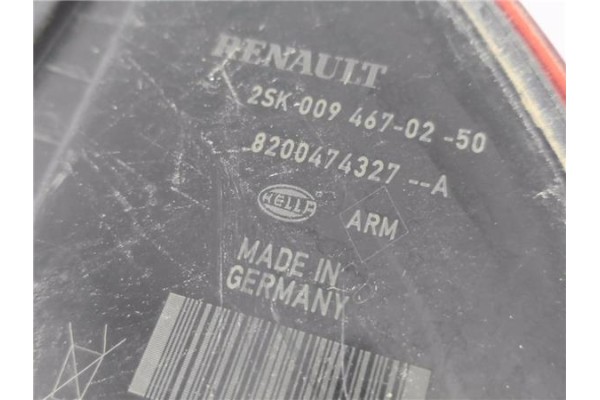 RENAULT
2SK-009 467-02 -50
8200474327 --A
HELLA
ARM
MADE IN
GERMANY